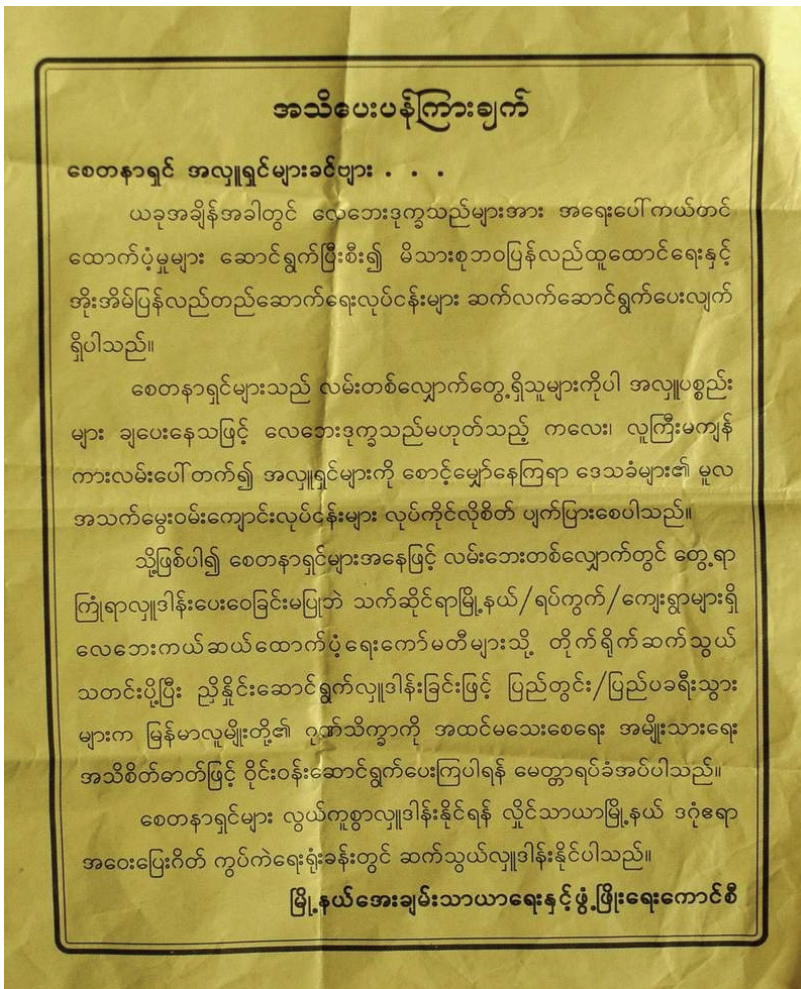 အသိပေးပန်ကြားချက်
စေတနာရှင် အလှူရှင်များခင်ဗျား . . .
ယခုအချိန်အခါတွင် လေဘေးဒုက္ခသည်များအား အရေးပေါ်ကယ်တင်
ထောက်ပံ့မှုများ ဆောင်ရွက်ပြီးစီး၍ မိသားစုဘဝပြန်လည်ထူထောင်ရေးနှင့်
အိုးအိမ်ပြန်လည်တည်ဆောက်ရေးလုပ်ငန်းများ ဆက်လက်ဆောင်ရွက်ပေးလျက်
ရှိပါသည်။
စေတနာရှင်များသည် လမ်းတစ်လျှောက်တွေ့ရှိသူများကိုပါ အလှူပစ္စည်း
များ ချပေးနေသဖြင့် လေဘေးဒုက္ခသည်မဟုတ်သည့် ကလေး၊ လူကြီးမကျန်
ကားလမ်းပေါ်တက်၍ အလှူရှင်များကို စောင့်မျှော်နေကြရာ ဒေသခံများ၏ မူလ
အသက်မွေးဝမ်းကျောင်းလုပ်ငန်းများ လုပ်ကိုင်လိုစိတ် ပျက်ပြားစေပါသည်။
သို့ဖြစ်ပါ၍ စေတနာရှင်များအနေဖြင့် လမ်းဘေးတစ်လျှောက်တွင် တွေ့ရာ
ကြုံရာလှူဒါန်းပေးဝေခြင်းမပြုဘဲ သက်ဆိုင်ရာမြို့နယ်/ရပ်ကွက်/ကျေးရွာများရှိ
လေဘေးကယ်ဆယ်ထောက်ပံ့ရေးကော်မတီများသို့ တိုက်ရိုက်ဆက်သွယ်
သတင်းပို့ပြီး ညှိနှိုင်းဆောင်ရွက်လှူဒါန်းခြင်းဖြင့် ပြည်တွင်း/ပြည်ပခရီးသွား
များက မြန်မာလူမျိုးတို့၏ ဂုဏ်သိက္ခာကို အထင်မသေးစေရေး အမျိုးသားရေး
အသိစိတ်ဓာတ်ဖြင့် ဝိုင်းဝန်းဆောင်ရွက်ပေးကြပါရန် မေတ္တာရပ်ခံအပ်ပါသည်။
စေတနာရှင်များ လွယ်ကူစွာလှူဒါန်းနိုင်ရန် လှိုင်သာယာမြို့နယ် ဒဂုံဧရာ
အဝေးပြေးဂိတ် ကွပ်ကဲရေးရုံးခန်းတွင် ဆက်သွယ်လှူဒါန်းနိုင်ပါသည်။
မြို့နယ်အေးချမ်းသာယာရေးနှင့်ဖွံ့ဖြိုးရေးကောင်စီ